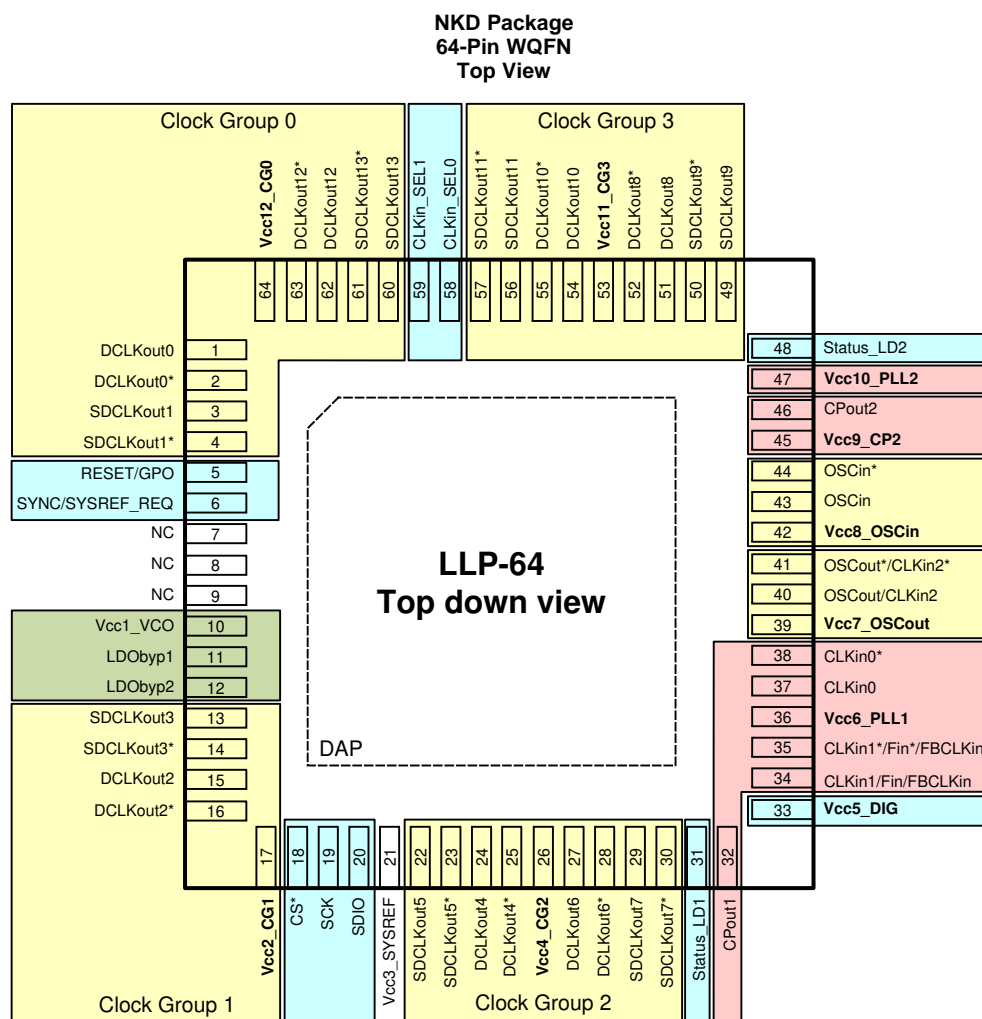 NKD Package
64-Pin WQFN
Top View
Clock Group 0
Clock Group 3
Vcc12_CG0
DCLKout12*
DCLKout12
SDCLKout13*
SDCLKout13
CLKin_SEL1
CLKin_SEL0
SDCLKout11*
SDCLKout11
DCLKout10*
DCLKout10
Vcc11_CG3
DCLKout8*
DCLKout8
SDCLKout9*
SDCLKout9
64
63
62
61
60
59
58
57
56
55
54
53
52
51
50
49
DCLKout0 1
DCLKout0* 2
SDCLKout1 3
SDCLKout1* 4
RESET/GPO 5
SYNC/SYSREF_REQ 6
NC 7
NC 8
NC 9
Vcc1_VCO 10
LDObyp1 11
LDObyp2 12
SDCLKout3 13
SDCLKout3* 14
DCLKout2 15
DCLKout2* 16
LLP-64
Top down view
DAP
48 Status_LD2
47 Vcc10_PLL2
46 CPout2
45 Vcc9_CP2
44 OSCin*
43 OSCin
42 Vcc8_OSCin
41 OSCout*/CLKin2*
40 OSCout/CLKin2
39 Vcc7_OSCout
38 CLKin0*
37 CLKin0
36 Vcc6_PLL1
35 CLKin1*/Fin*/FBCLKin
34 CLKin1/Fin/FBCLKin
33 Vcc5_DIG
17
18
19
20
21
22
23
24
25
26
27
28
29
30
31
32
Vcc2_CG1
CS*
SCK
SDIO
Vcc3_SYSREF
SDCLKout5
SDCLKout5*
DCLKout4
DCLKout4*
Vcc4_CG2
DCLKout6
DCLKout6*
SDCLKout7
SDCLKout7*
Status_LD1
CPout1
Clock Group 1
Clock Group 2